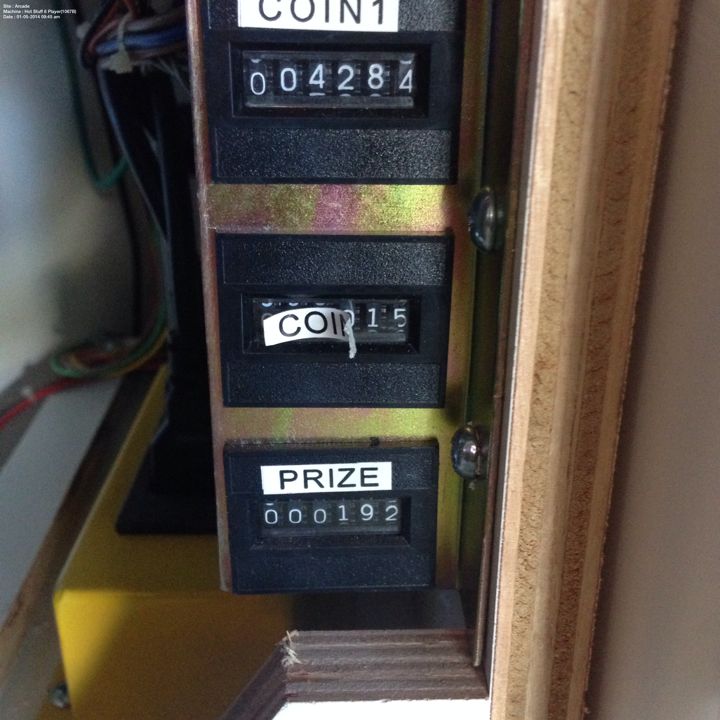 Site : Arcade
Machine : Hot Stuff 6 Player(10678)
Date : 01-05-2014 09:45 am
COIN1
004284
COI
15
PRIZE
000192